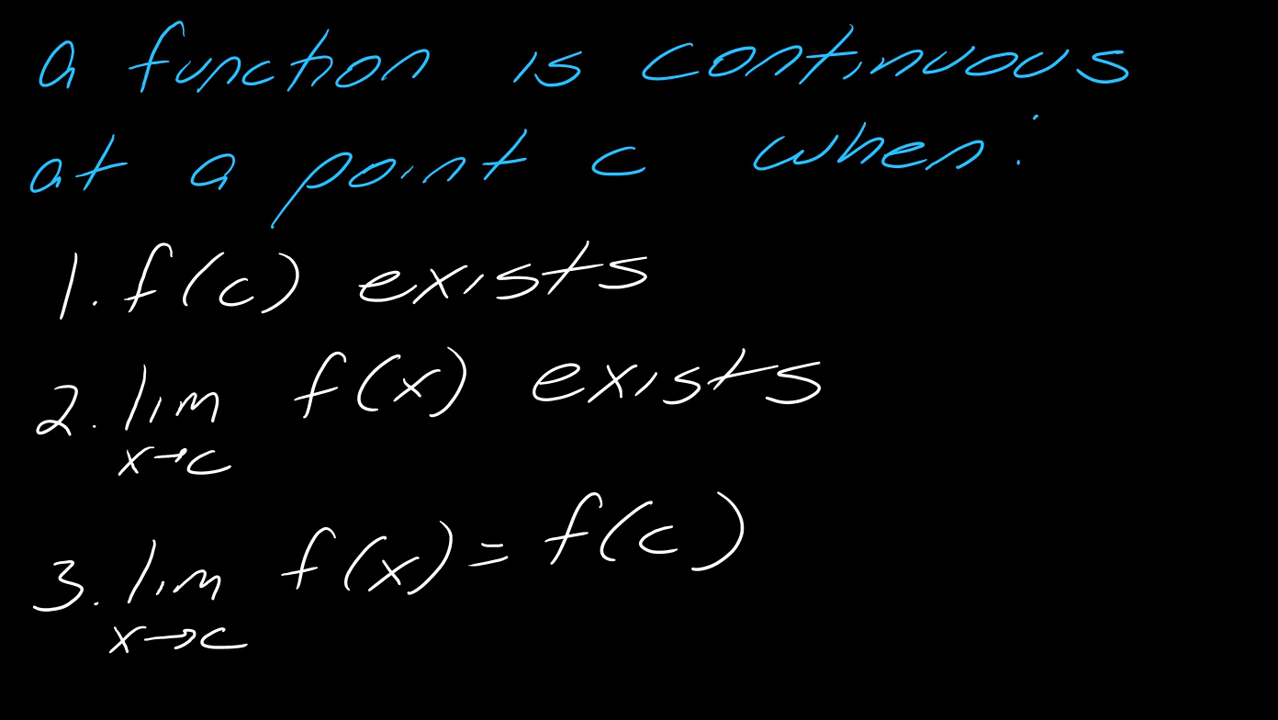 a function is continuous
at a point c when:
1. f(c) exists
2. lim f(x) exists
x→c
3. lim f(x) = f(c)
x→c